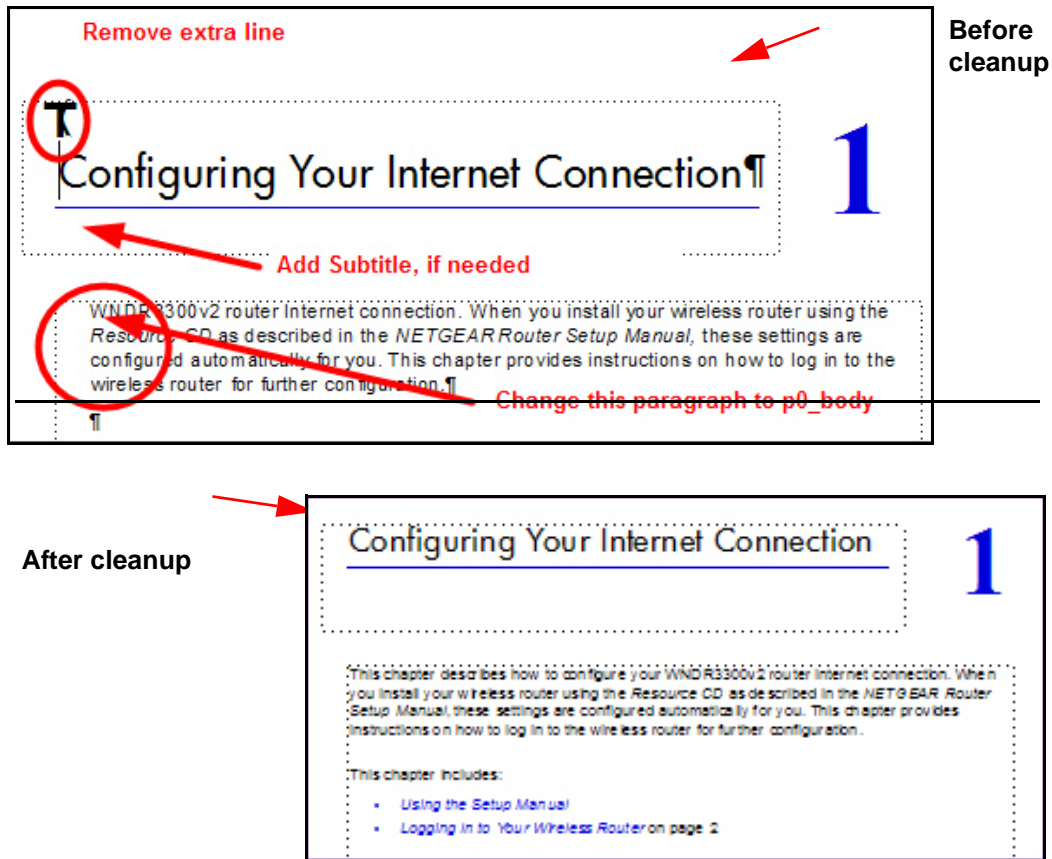 Remove extra line
Before
cleanup
T
Configuring Your Internet Connection¶
1
Add Subtitle, if needed
WNDR3300v2 router Internet connection. When you install your wireless router using the
Resource CD as described in the NETGEAR Router Setup Manual, these settings are
configured automatically for you. This chapter provides instructions on how to log in to the
wireless router for further configuration.¶
Change this paragraph to p0_body
¶
After cleanup
Configuring Your Internet Connection
1
This chapter describes how to configure your WNDR3300v2 router Internet connection. When
you install your wireless router using the Resource CD as described in the NETGEAR Router
Setup Manual, these settings are configured automatically for you. This chapter provides
instructions on how to log in to the wireless router for further configuration.
This chapter includes:
• Using the Setup Manual
• Logging in to Your Wireless Router on page 2